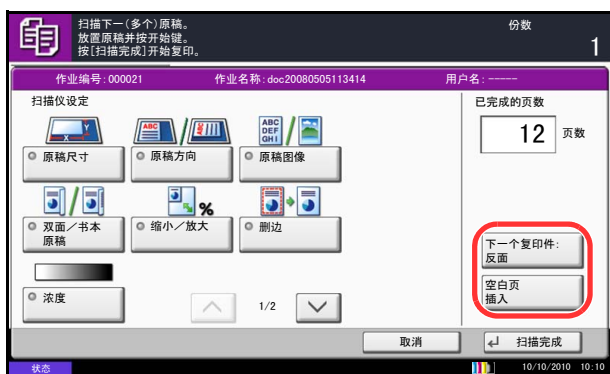 扫描下一(多个)原稿。
放置原稿并按开始键。
按[扫描完成]开始复印。
份数
1
作业编号:000021
作业名称:doc20080505113414
用户名:-----
扫描仪设定
已完成的页数
12 页数
ABC
ABC
DEF
GHI
原稿尺寸
原稿方向
原稿图像
%
双面/书本
原稿
缩小/放大
删边
下一个复印件:
反面
空白页
插入
浓度
1/2
取消
扫描完成
状态
10/10/2010 10:10